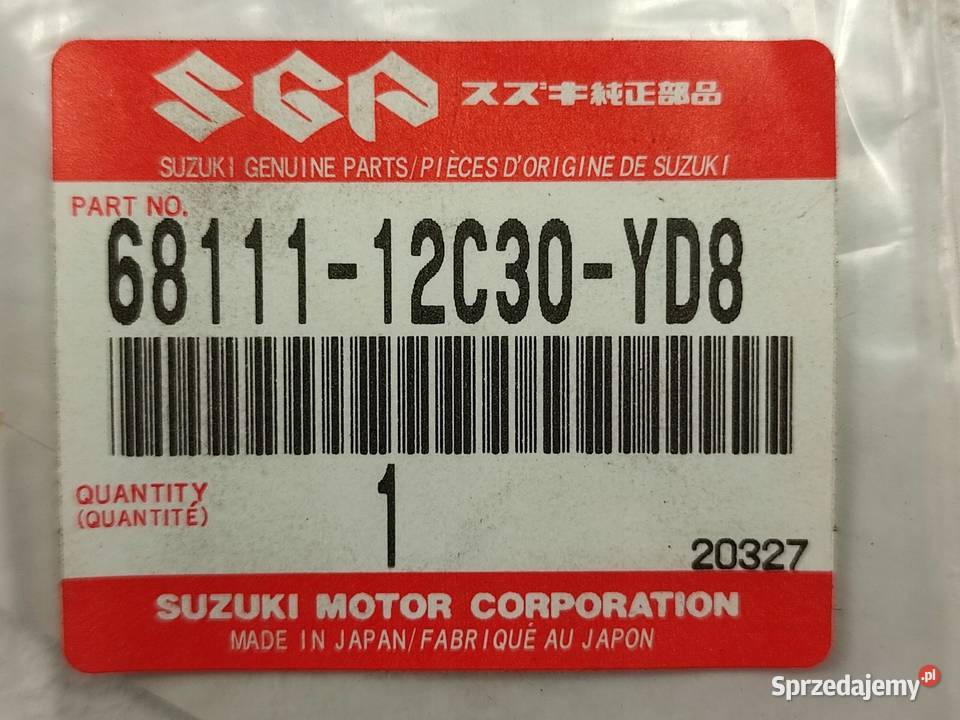 SGP スズキ純正部品
SUZUKI GENUINE PARTS/PIÈCES D'ORIGINE DE SUZUKI
PART NO.
68111-12C30-YD8
QUANTITY
(QUANTITÉ)
1
20327
SUZUKI MOTOR CORPORATION
MADE IN JAPAN/FABRIQUÉ AU JAPON
Sprzedajemy.pl